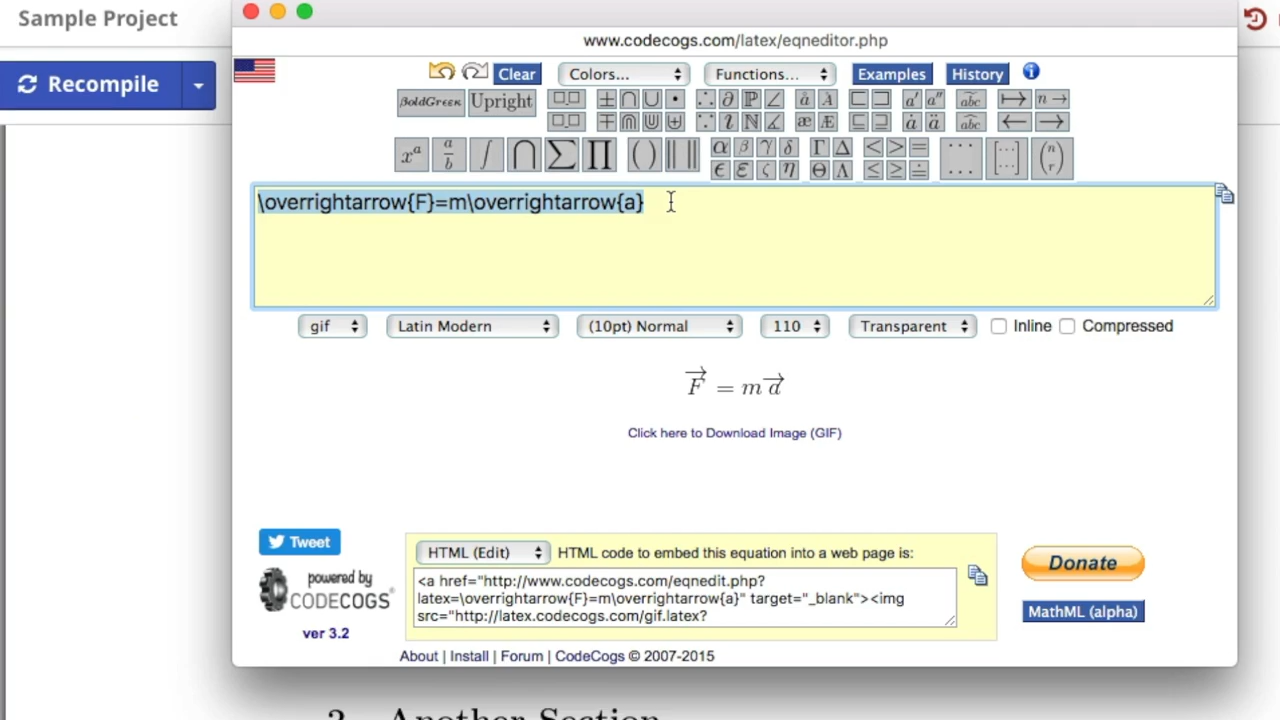 Sample Project
Recompile
www.codecogs.com/latex/eqneditor.php
Clear
Colors...
Functions...
Examples
History
βoldGreek Upright
\overrightarrow{F}=m\overrightarrow{a}
gif
Latin Modern
(10pt) Normal
110
Transparent
Inline
Compressed
F = m a
Click here to Download Image (GIF)
Tweet
powered by
CODECOGS
ver 3.2
HTML (Edit)
HTML code to embed this equation into a web page is:
<a href="http://www.codecogs.com/eqnedit.php?
latex=\overrightarrow{F}=m\overrightarrow{a}" target="_blank"><img
src="http://latex.codecogs.com/gif.latex?
Donate
MathML (alpha)
About | Install | Forum | CodeCogs © 2007-2015
Another Section